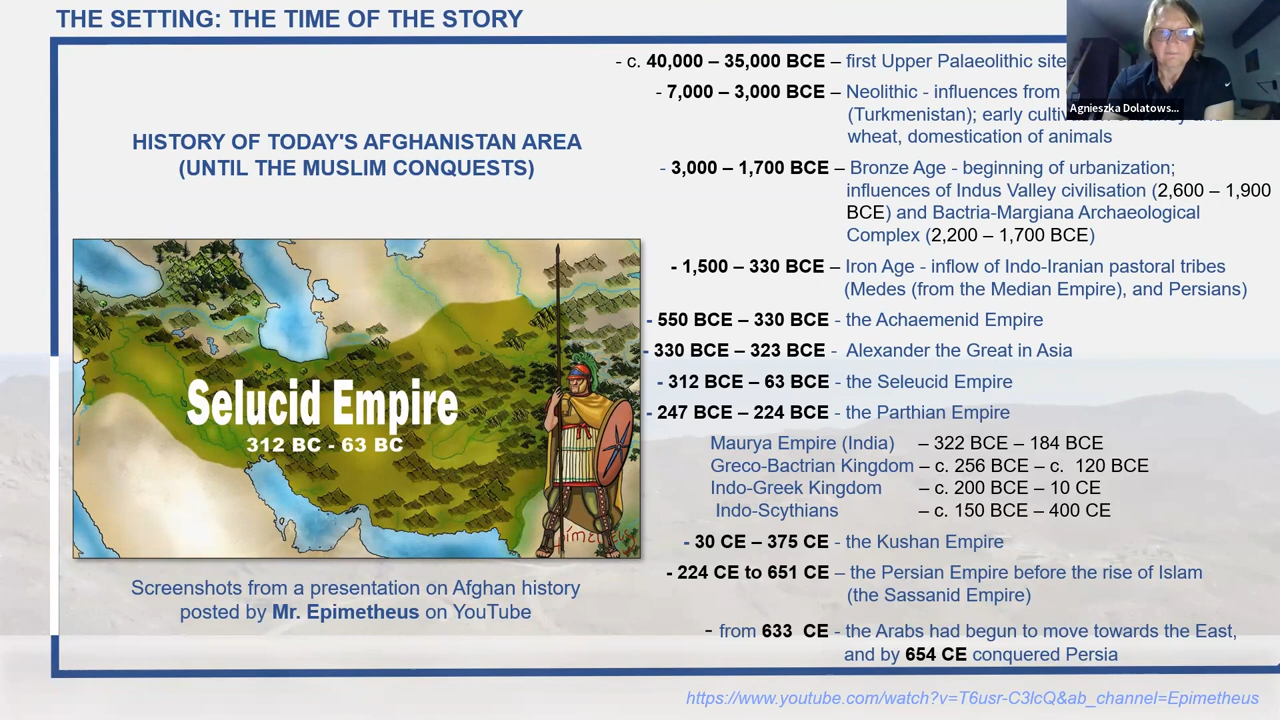 THE SETTING: THE TIME OF THE STORY
HISTORY OF TODAY'S AFGHANISTAN AREA
(UNTIL THE MUSLIM CONQUESTS)
Selucid Empire
312 BC - 63 BC
Screenshots from a presentation on Afghan history
posted by Mr. Epimetheus on YouTube
- c. 40,000 – 35,000 BCE – first Upper Palaeolithic site
- 7,000 – 3,000 BCE – Neolithic - influences from
(Turkmenistan); early
wheat, domestication of animals
- 3,000 – 1,700 BCE – Bronze Age - beginning of urbanization;
influences of Indus Valley civilisation (2,600 – 1,900
BCE) and Bactria-Margiana Archaeological
Complex (2,200 – 1,700 BCE)
- 1,500 – 330 BCE – Iron Age - inflow of Indo-Iranian pastoral tribes
(Medes (from the Median Empire), and Persians)
- 550 BCE – 330 BCE - the Achaemenid Empire
- 330 BCE – 323 BCE - Alexander the Great in Asia
- 312 BCE – 63 BCE - the Seleucid Empire
- 247 BCE – 224 BCE - the Parthian Empire
Maurya Empire (India) – 322 BCE – 184 BCE
Greco-Bactrian Kingdom – c. 256 BCE – c. 120 BCE
Indo-Greek Kingdom – c. 200 BCE – 10 CE
Indo-Scythians – c. 150 BCE – 400 CE
- 30 CE – 375 CE - the Kushan Empire
- 224 CE to 651 CE – the Persian Empire before the rise of Islam
(the Sassanid Empire)
- from 633 CE - the Arabs had begun to move towards the East,
and by 654 CE conquered Persia
https://www.youtube.com/watch?v=T6usr-C3lcQ&ab_channel=Epimetheus
Agnieszka Dolatows...